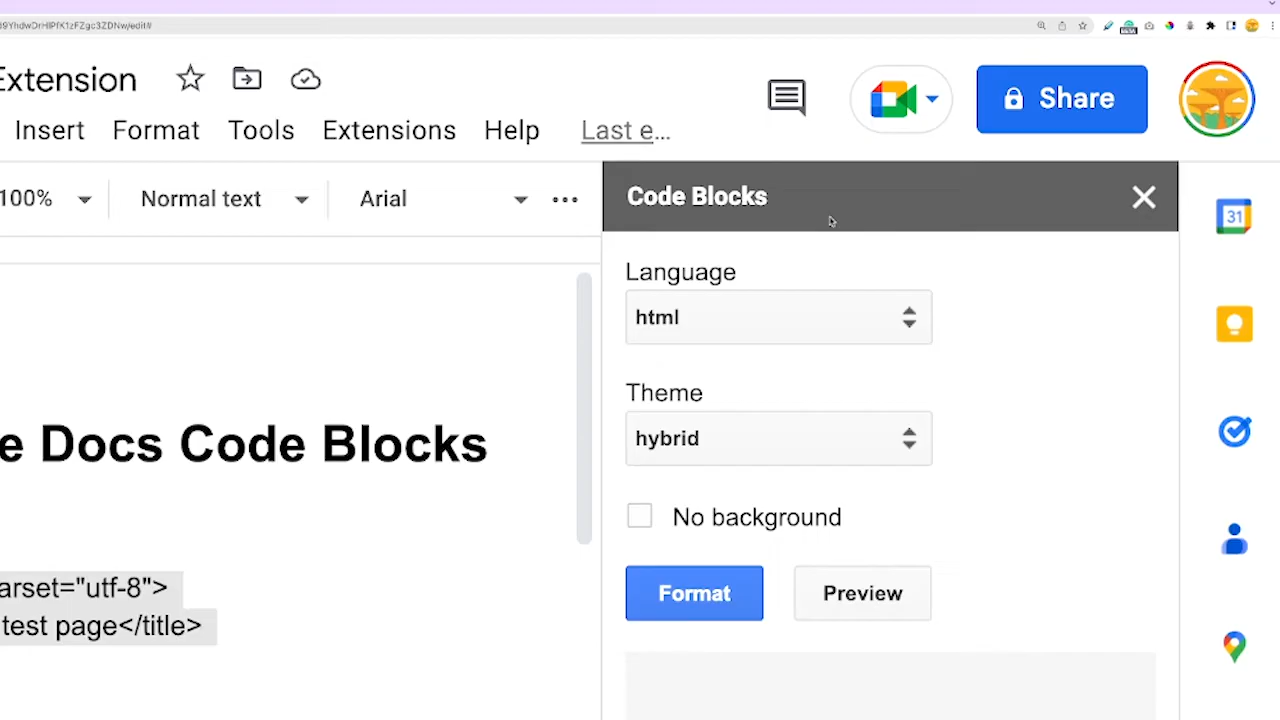 Extension
Insert Format Tools Extensions Help Last e...
Share
100% Normal text Arial
Code Blocks
31
Language
html
Theme
hybrid
e Docs Code Blocks
No background
arset="utf-8">
Format Preview
test page</title>